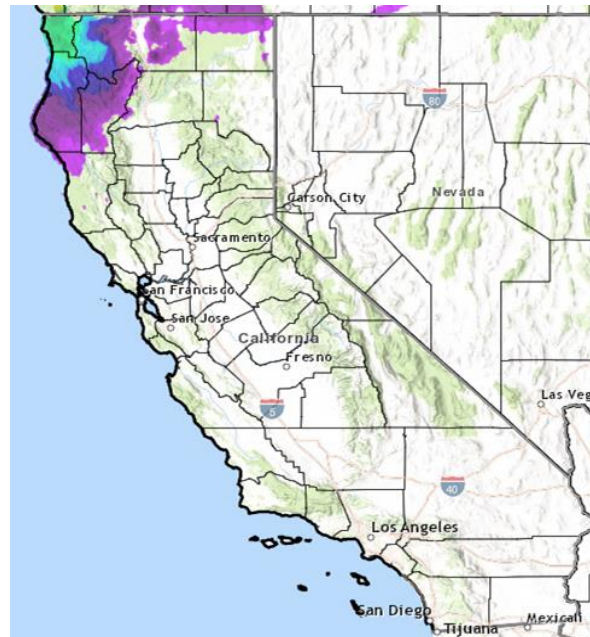 80
Carson City
Nevada
Sacramento
San Francisco
San Jose
California
Fresno
Las Veg
5
40
Los Angeles
San Diego
Tijuana
Mexicali